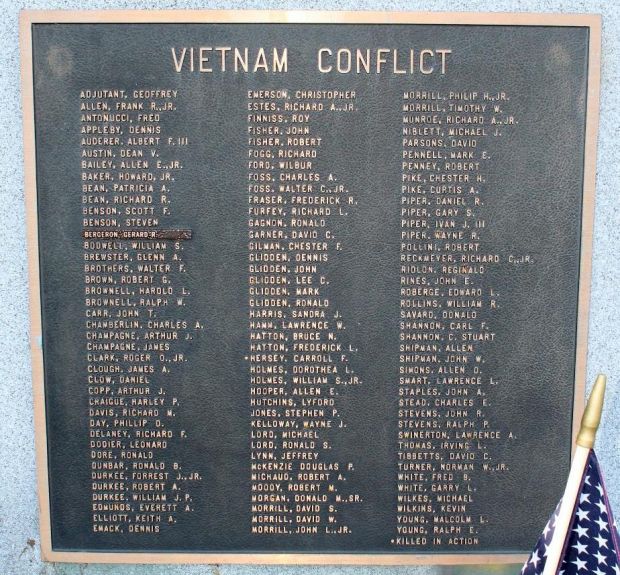 VIETNAM CONFLICT
ADJUTANT, GEOFFREY
ALLEN, FRANK R., JR.
ANTONUCCI, FRED
APPLEBY, DENNIS
AUDERER, ALBERT F. III
AUSTIN, DEAN V.
BAILEY, ALLEN E., JR.
BAKER, HOWARD, JR.
BEAN, PATRICIA A.
BEAN, RICHARD R.
BENSON, SCOTT F.
BENSON, STEVEN
BERGERON, GERARD R.
BODWELL, WILLIAM S.
BREWSTER, GLENN A.
BROTHERS, WALTER F.
BROWN, ROBERT G.
BROWNELL, HAROLD L.
BROWNELL, RALPH W.
CARR, JOHN T.
CHAMBERLIN, CHARLES A.
CHAMPAGNE, ARTHUR J.
CHAMPAGNE, JAMES
CLARK, ROGER O., JR.
CLOUGH, JAMES A.
CLOW, DANIEL
COPP, ARTHUR J.
CRAIGUE, HARLEY P.
DAVIS, RICHARD M.
DAY, PHILLIP D.
DELANEY, RICHARD F.
DODIER, LEONARD
DORE, RONALD
DUNBAR, RONALD B.
DURKEE, FORREST J., JR.
DURKEE, ROBERT A.
DURKEE, WILLIAM J.P.
EDMUNDS, EVERETT A.
ELLIOTT, KEITH A.
EMACK, DENNIS
EMERSON, CHRISTOPHER
ESTES, RICHARD A., JR.
FINNISS, ROY
FISHER, JOHN
FISHER, ROBERT
FOGG, RICHARD
FORD, WILBUR
FOSS, CHARLES A.
FOSS, WALTER C., JR.
FRASER, FREDERICK R.
FURFEY, RICHARD L.
GAGNON, RONALD
GARNER, DAVID C.
GILMAN, CHESTER F.
GLIDDEN, DENNIS
GLIDDEN, JOHN
GLIDDEN, LEE C.
GLIDDEN, MARK
GLIDDEN, RONALD
HARRIS, SANDRA J.
HAMM, LAWRENCE W.
HATTON, BRUCE N.
HATTON, FREDERICK L.
*HERSEY, CARROLL F.
HOLMES, DOROTHEA L.
HOLMES, WILLIAM S., JR.
HOOPER, ALLEN E.
HUTCHINS, LYFORD
JONES, STEPHEN P.
KELLOWAY, WAYNE J.
LORD, MICHAEL
LORD, RONALD S.
LYNN, JEFFREY
McKENZIE DOUGLAS P.
MICHAUD, ROBERT A.
MOODY, ROBERT M.
MORGAN, DONALD M., SR.
MORRILL, DAVID S.
MORRILL, DAVID W.
MORRILL, JOHN L., JR.
MORRILL, PHILIP H., JR.
MORRILL, TIMOTHY W.
MUNROE, RICHARD A., JR.
NIBLETT, MICHAEL J.
PARSONS, DAVID
PENNELL, MARK E.
PENNEY, ROBERT
PIKE, CHESTER H.
PIKE, CURTIS A.
PIPER, DANIEL R.
PIPER, GARY S.
PIPER, IVAN J. III
PIPER, WAYNE R.
POLLINI, ROBERT
RECKMEYER, RICHARD C., JR.
RIDLON, REGINALD
RINES, JOHN E.
ROBERGE, EDWARD L.
ROLLINS, WILLIAM R.
SAVARD, DONALD
SHANNON, CARL F.
SHANNON, C. STUART
SHIPMAN, ALLEN
SHIPMAN, JOHN W.
SIMONS, ALLEN D.
SMART, LAWRENCE L.
STAPLES, JOHN A.
STEAD, CHARLES E.
STEVENS, JOHN R.
STEVENS, RALPH P.
SWINERTON, LAWRENCE A.
THOMAS, IRVING L.
TIBBETTS, DAVID C.
TURNER, NORMAN W., JR.
WHITE, FRED B.
WHITE, GARRY L.
WILKES, MICHAEL
WILKINS, KEVIN
YOUNG, MALCOLM L.
YOUNG, RALPH E.
*KILLED IN ACTION